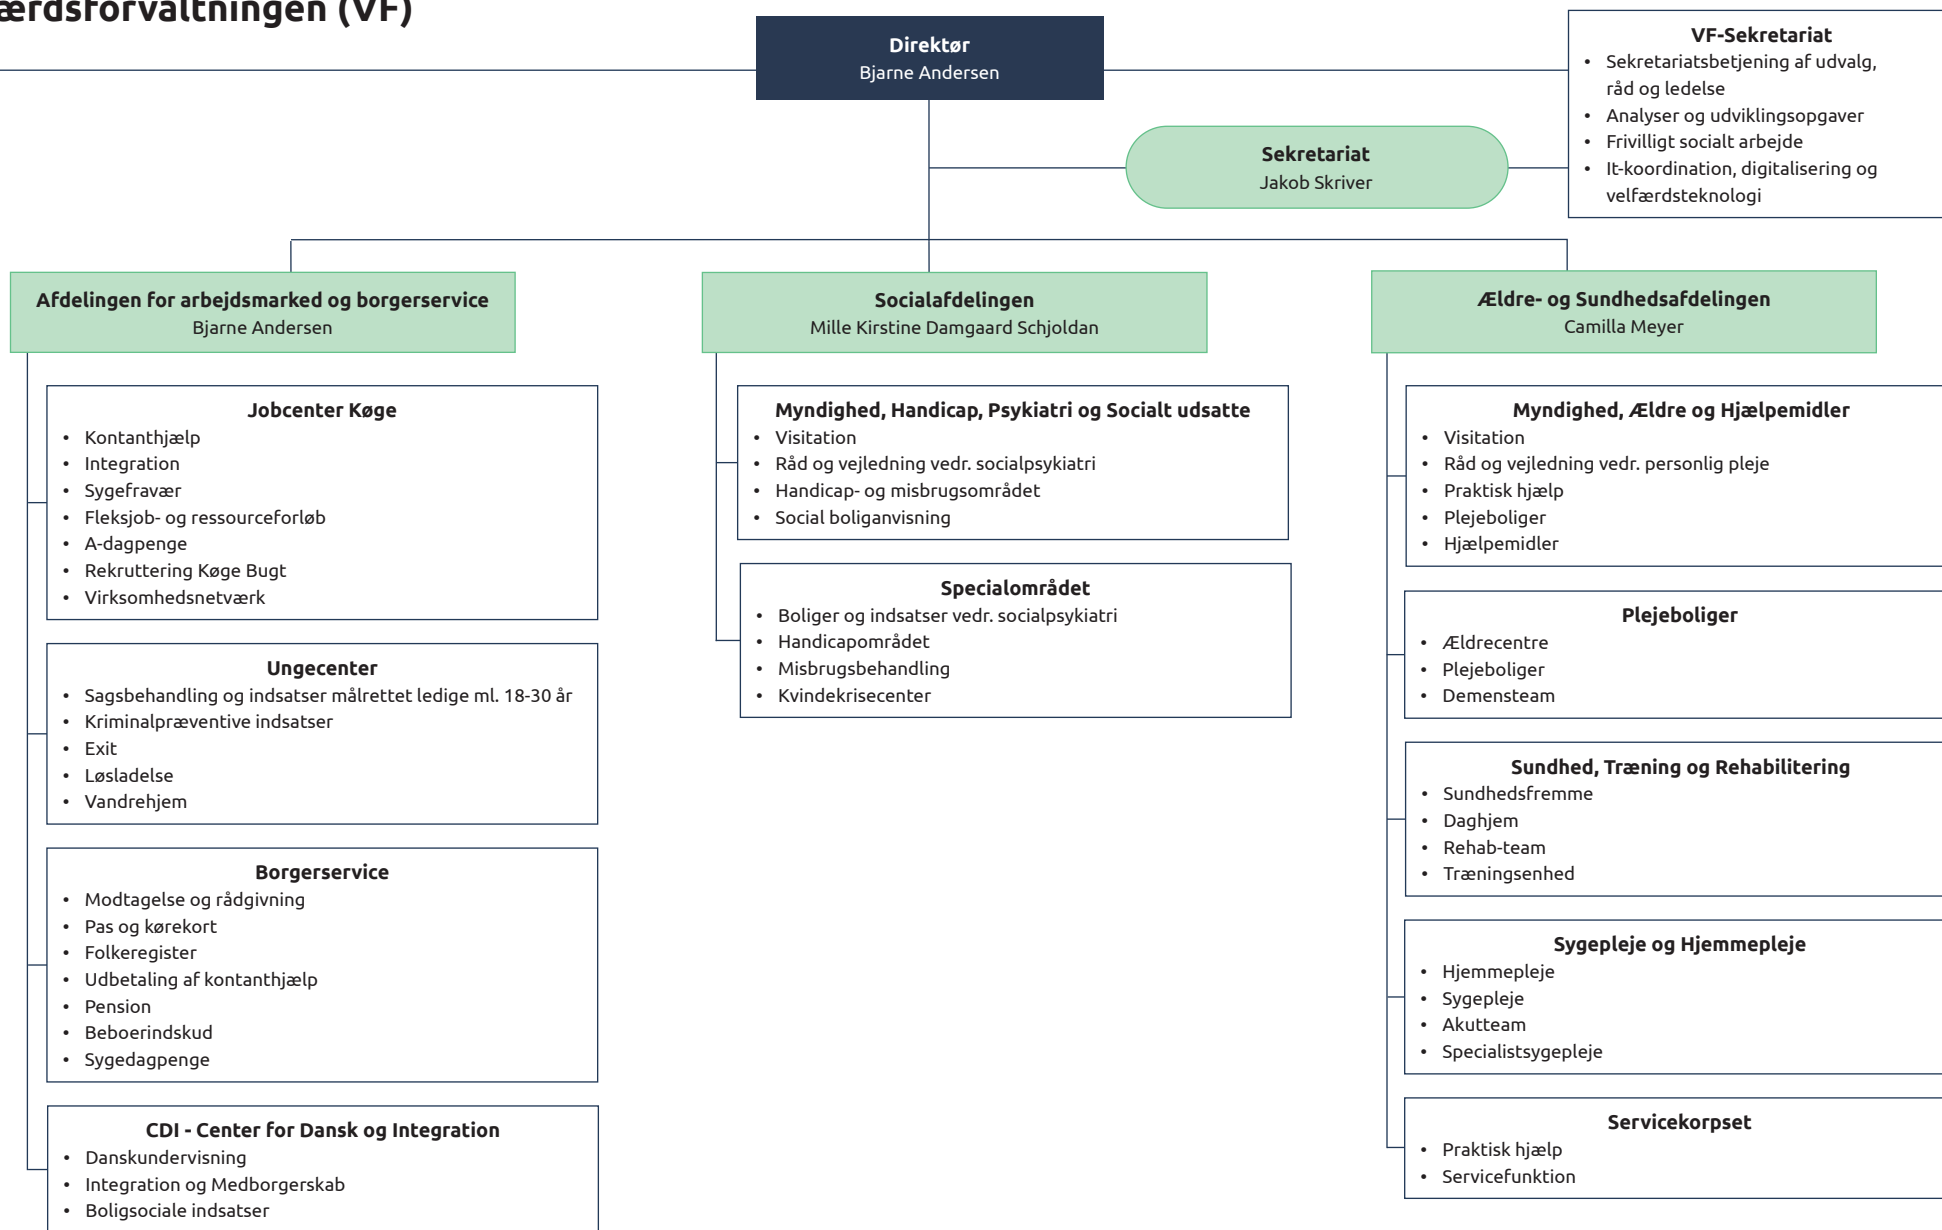 ærdsforvaltningen (VF)
Direktør
Bjarne Andersen
VF-Sekretariat
• Sekretariatsbetjening af udvalg,
råd og ledelse
• Analyser og udviklingsopgaver
• Frivilligt socialt arbejde
• It-koordination, digitalisering og
velfærdsteknologi
Sekretariat
Jakob Skriver
Afdelingen for arbejdsmarked og borgerservice
Bjarne Andersen
Jobcenter Køge
• Kontanthjælp
• Integration
• Sygefravær
• Fleksjob- og ressourceforløb
• A-dagpenge
• Rekruttering Køge Bugt
• Virksomhedsnetværk
Ungecenter
• Sagsbehandling og indsatser målrettet ledige ml. 18-30 år
• Kriminalpræventive indsatser
• Exit
• Løsladelse
• Vandrehjem
Borgerservice
• Modtagelse og rådgivning
• Pas og kørekort
• Folkeregister
• Udbetaling af kontanthjælp
• Pension
• Beboerindskud
• Sygedagpenge
CDI - Center for Dansk og Integration
• Danskundervisning
• Integration og Medborgerskab
• Boligsociale indsatser
Socialafdelingen
Mille Kirstine Damgaard Schjoldan
Myndighed, Handicap, Psykiatri og Socialt udsatte
• Visitation
• Råd og vejledning vedr. socialpsykiatri
• Handicap- og misbrugsområdet
• Social boliganvisning
Specialområdet
• Boliger og indsatser vedr. socialpsykiatri
• Handicapområdet
• Misbrugsbehandling
• Kvindekrisecenter
Ældre- og Sundhedsafdelingen
Camilla Meyer
Myndighed, Ældre og Hjælpemidler
• Visitation
• Råd og vejledning vedr. personlig pleje
• Praktisk hjælp
• Plejeboliger
• Hjælpemidler
Plejeboliger
• Ældrecentre
• Plejeboliger
• Demensteam
Sundhed, Træning og Rehabilitering
• Sundhedsfremme
• Daghjem
• Rehab-team
• Træningsenhed
Sygepleje og Hjemmepleje
• Hjemmepleje
• Sygepleje
• Akutteam
• Specialistsygepleje
Servicekorpset
• Praktisk hjælp
• Servicefunktion